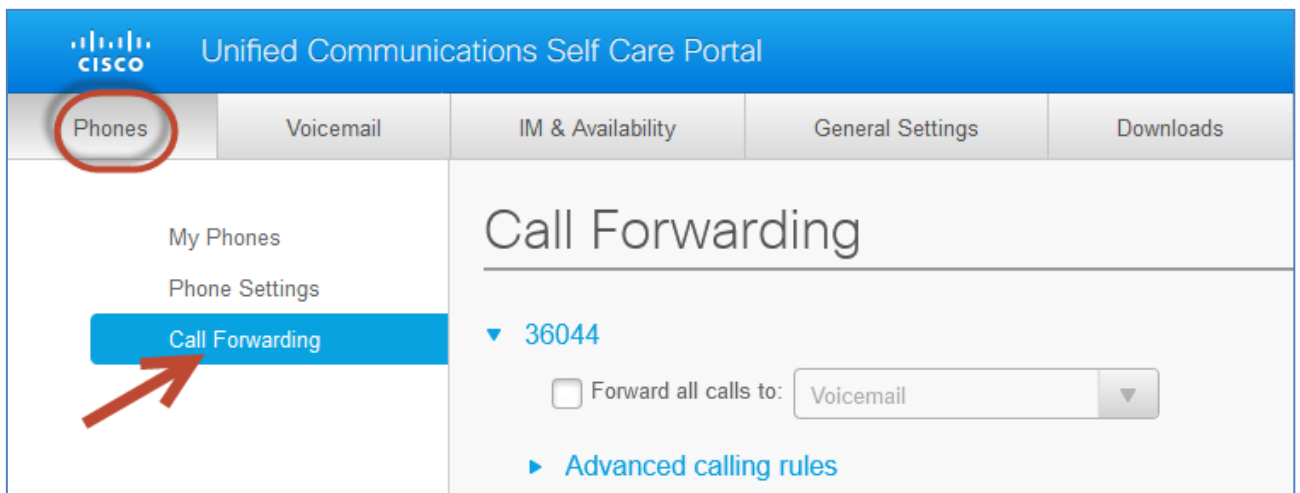 CISCO Unified Communications Self Care Portal
Phones Voicemail IM & Availability General Settings Downloads
My Phones
Phone Settings
Call Forwarding
Call Forwarding
36044
Forward all calls to: Voicemail
Advanced calling rules